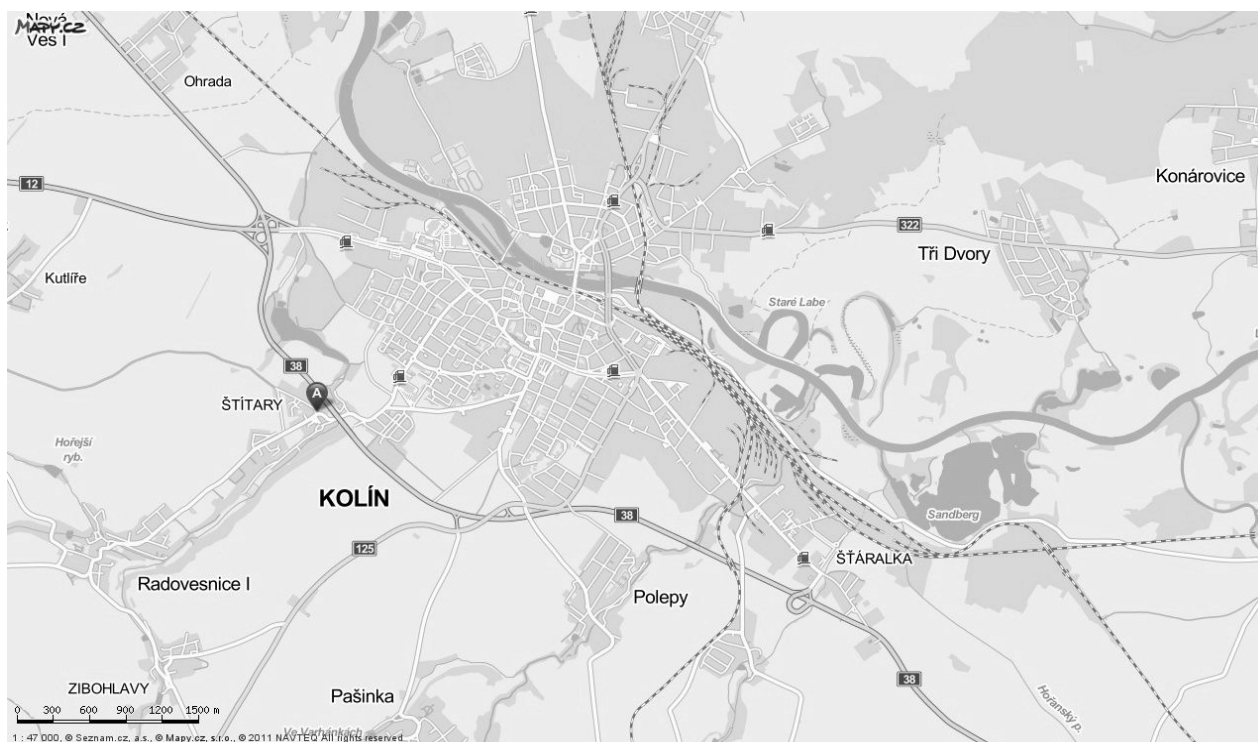 Nová
Ves I
Mapy.cz
Ohrada
12
Kutlíře
322
Konárovice
Tři Dvory
Staré Labe
38
A
ŠTÍTARY
Hořejší
ryb.
KOLÍN
38
125
Sandberg
Radovesnice I
Polepy
ŠŤÁRALKA
ZIBOHLAVY
Pašinka
38
Hořanský p.
Ve Varhánkách
0 300 600 900 1200 1500 m
1 : 47 000, © Seznam.cz, a.s., © Mapy.cz, s.r.o., © 2011 NAVTEQ All rights reserved